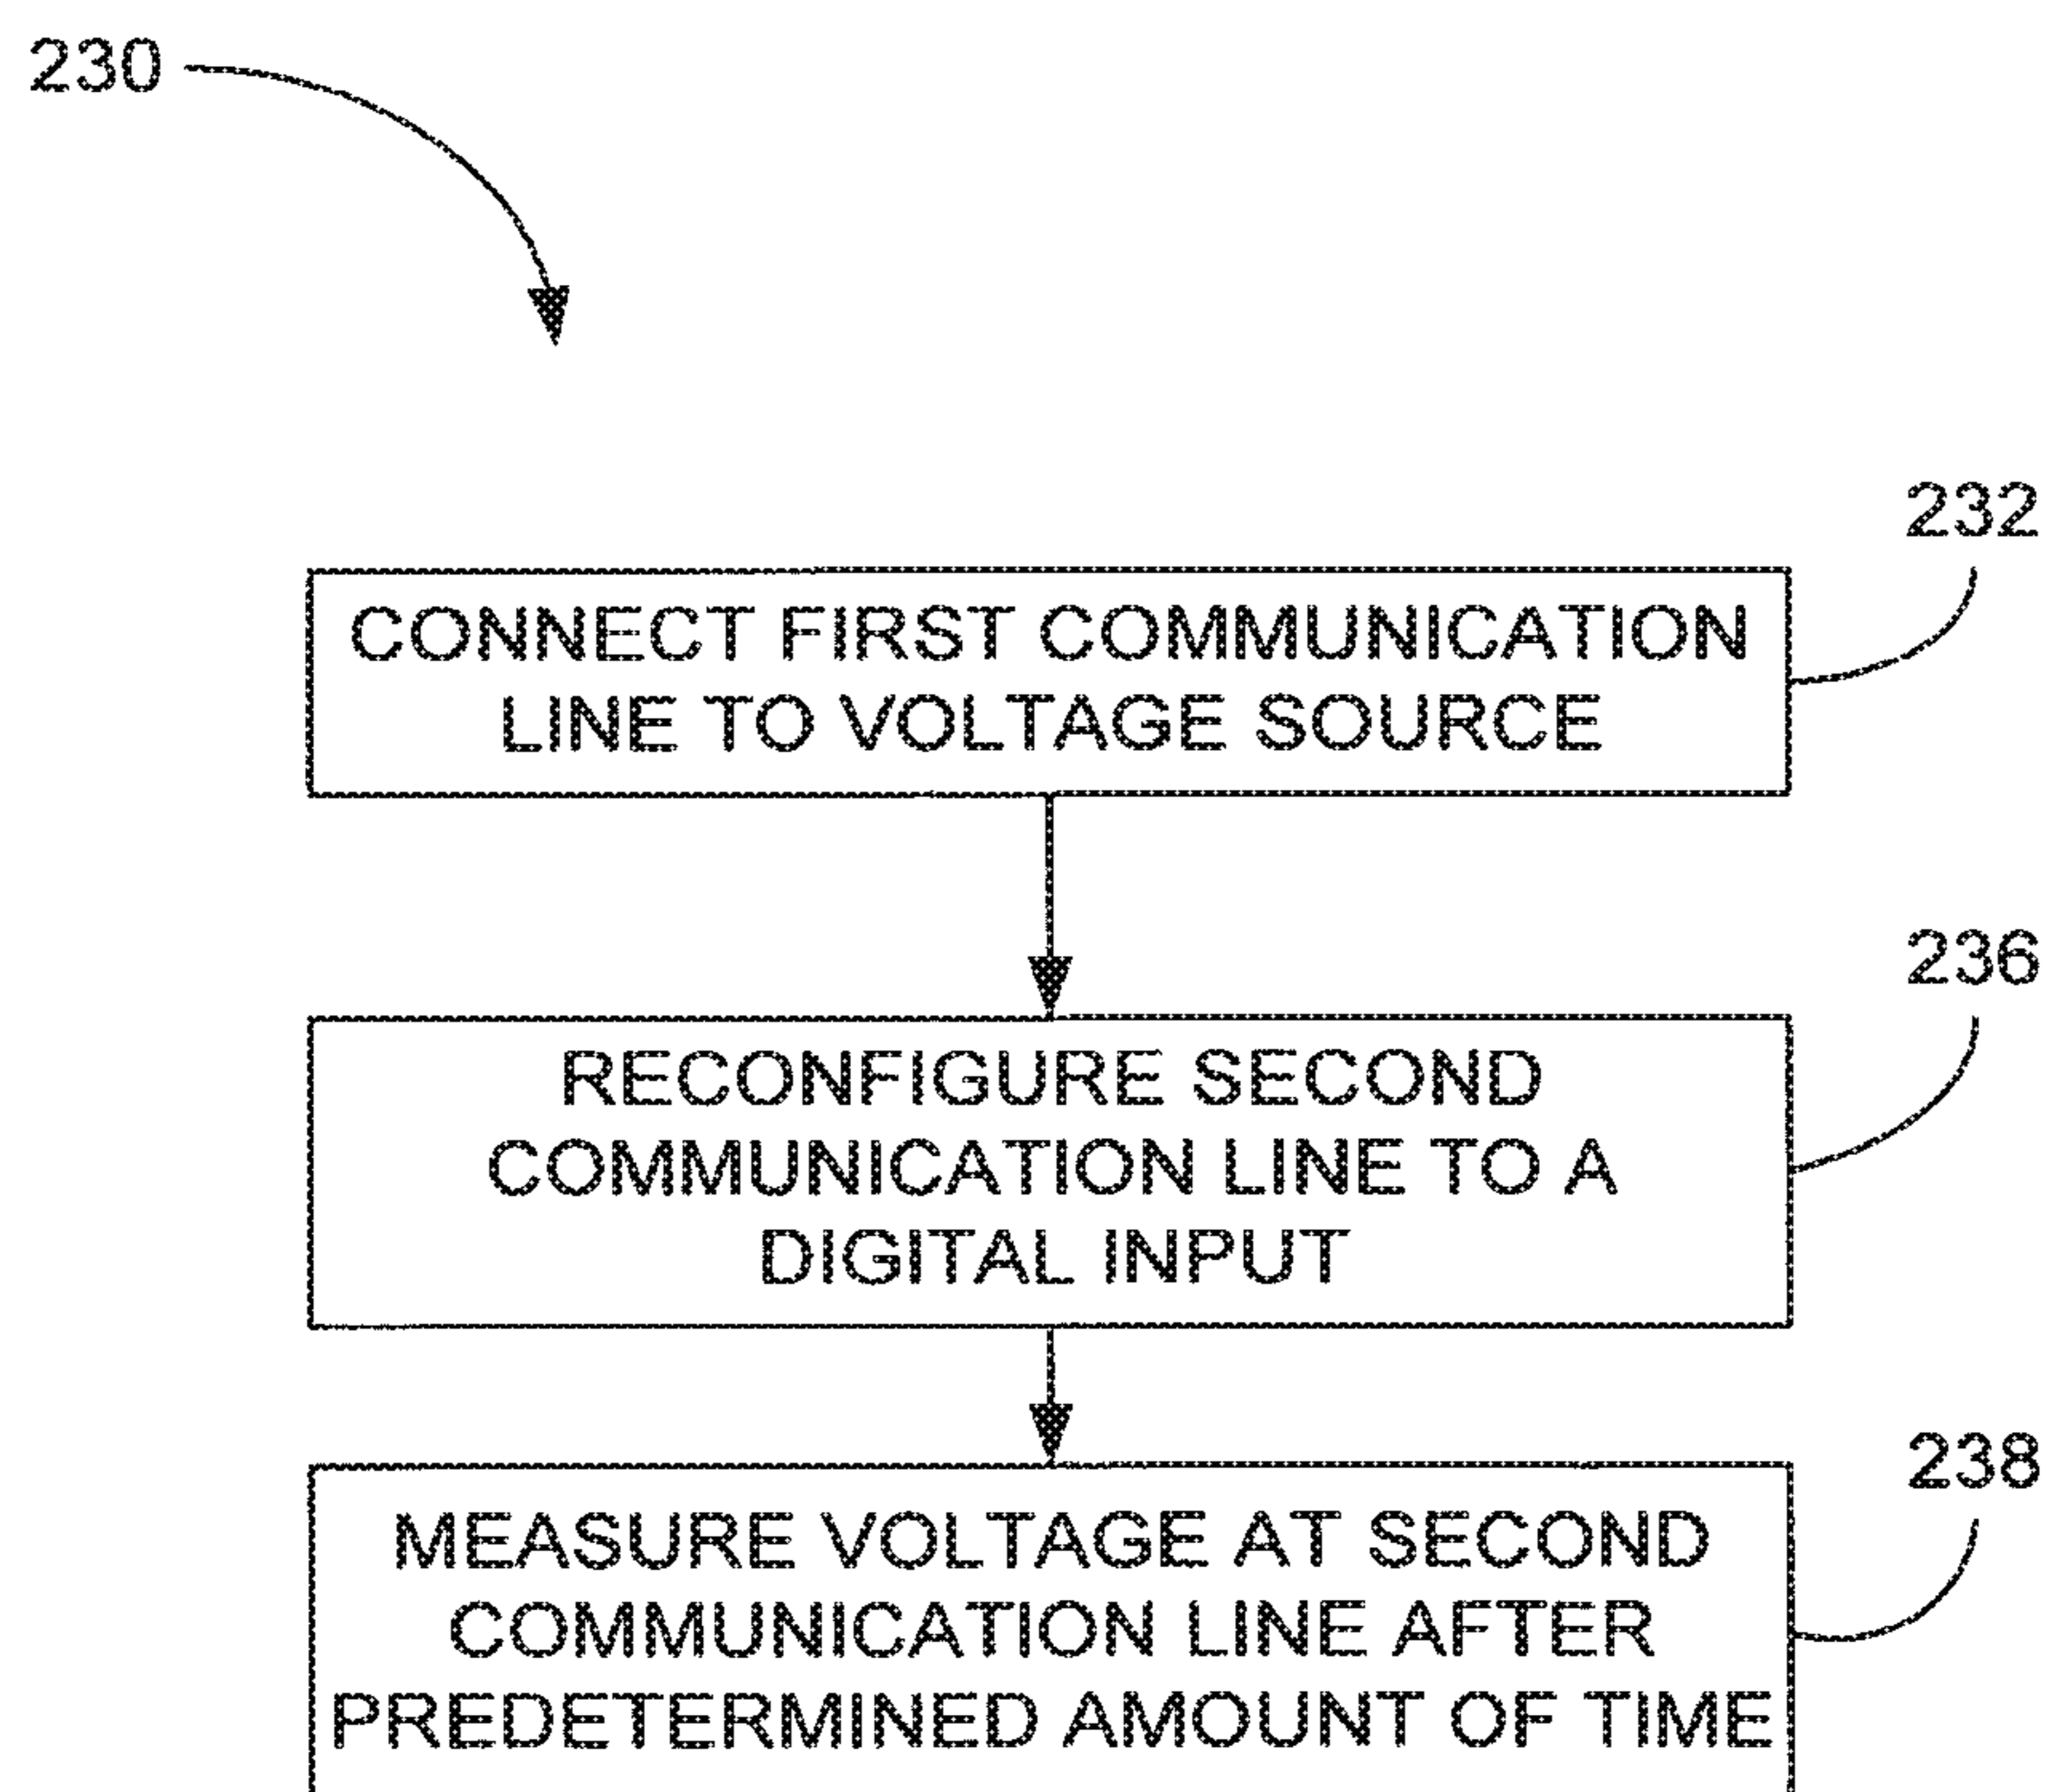 230
232
CONNECT FIRST COMMUNICATION
LINE TO VOLTAGE SOURCE
236
RECONFIGURE SECOND
COMMUNICATION LINE TO A
DIGITAL INPUT
238
MEASURE VOLTAGE AT SECOND
COMMUNICATION LINE AFTER
PREDETERMINED AMOUNT OF TIME